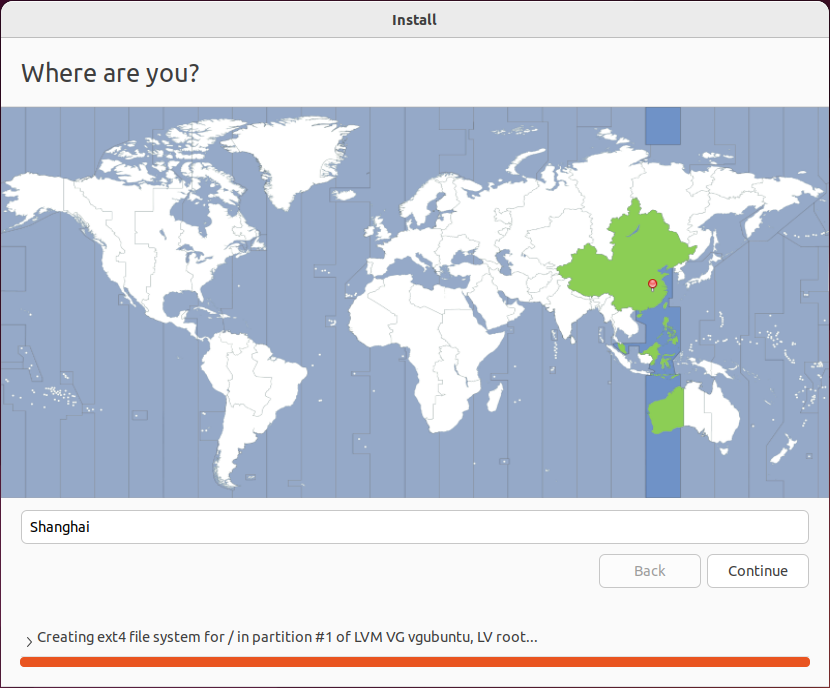 Install
Where are you?
Shanghai
Back
Continue
Creating ext4 file system for / in partition #1 of LVM VG vgubuntu, LV root...